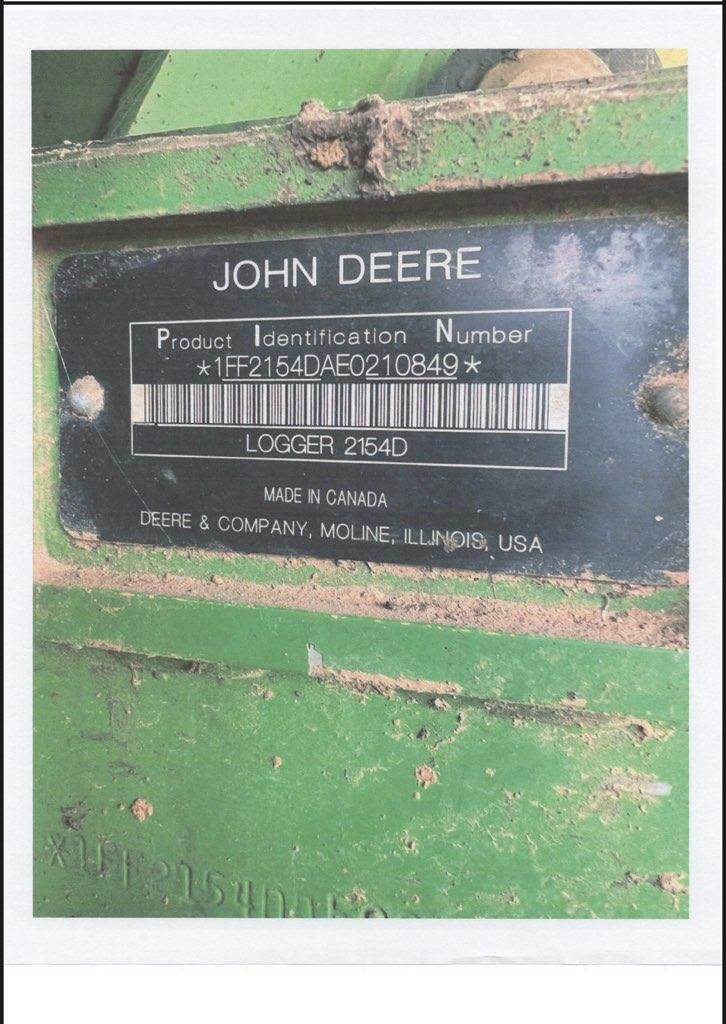 JOHN DEERE
Product Identification Number
*1FF2154DAE0210849*
LOGGER 2154D
MADE IN CANADA
DEERE & COMPANY, MOLINE, ILLINOIS, USA